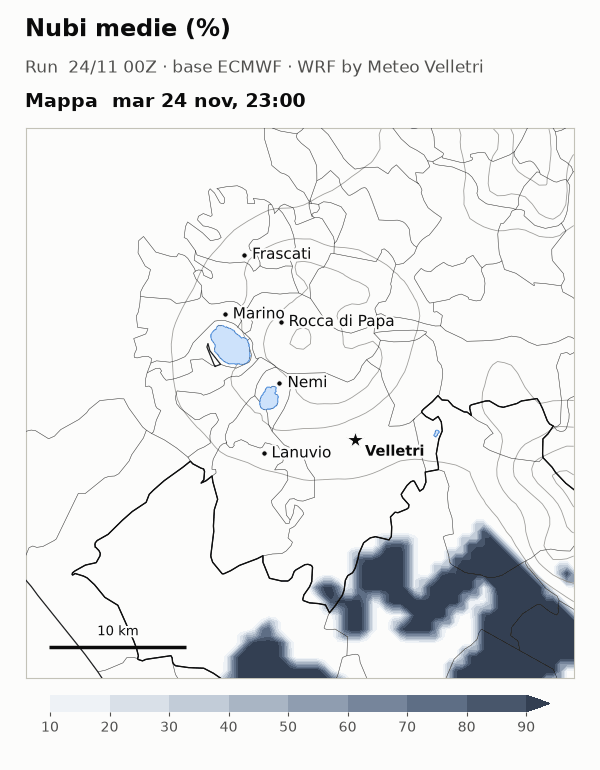 Nubi medie (%)
Run  24/11 00Z · base ECMWF · WRF by Meteo Velletri
Mappa  mar 24 nov, 23:00
Frascati
Marino
Rocca di Papa
Nemi
Velletri
Lanuvio
10 km
10 20 30 40 50 60 70 80 90